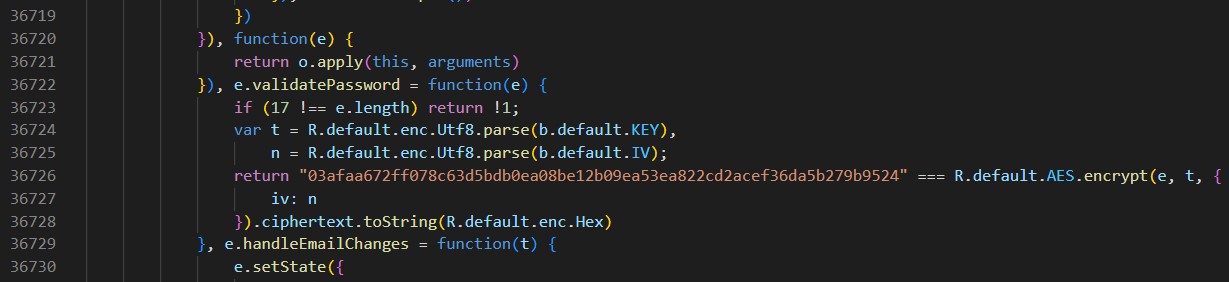 36719 })
36720 }), function(e) {
36721 return o.apply(this, arguments)
36722 }), e.validatePassword = function(e) {
36723 if (17 !== e.length) return !1;
36724 var t = R.default.enc.Utf8.parse(b.default.KEY),
36725 n = R.default.enc.Utf8.parse(b.default.IV);
36726 return "03afaa672ff078c63d5bdb0ea08be12b09ea53ea822cd2acef36da5b279b9524" === R.default.AES.encrypt(e, t, {
36727 iv: n
36728 }).ciphertext.toString(R.default.enc.Hex)
36729 }, e.handleEmailChanges = function(t) {
36730 e.setState({